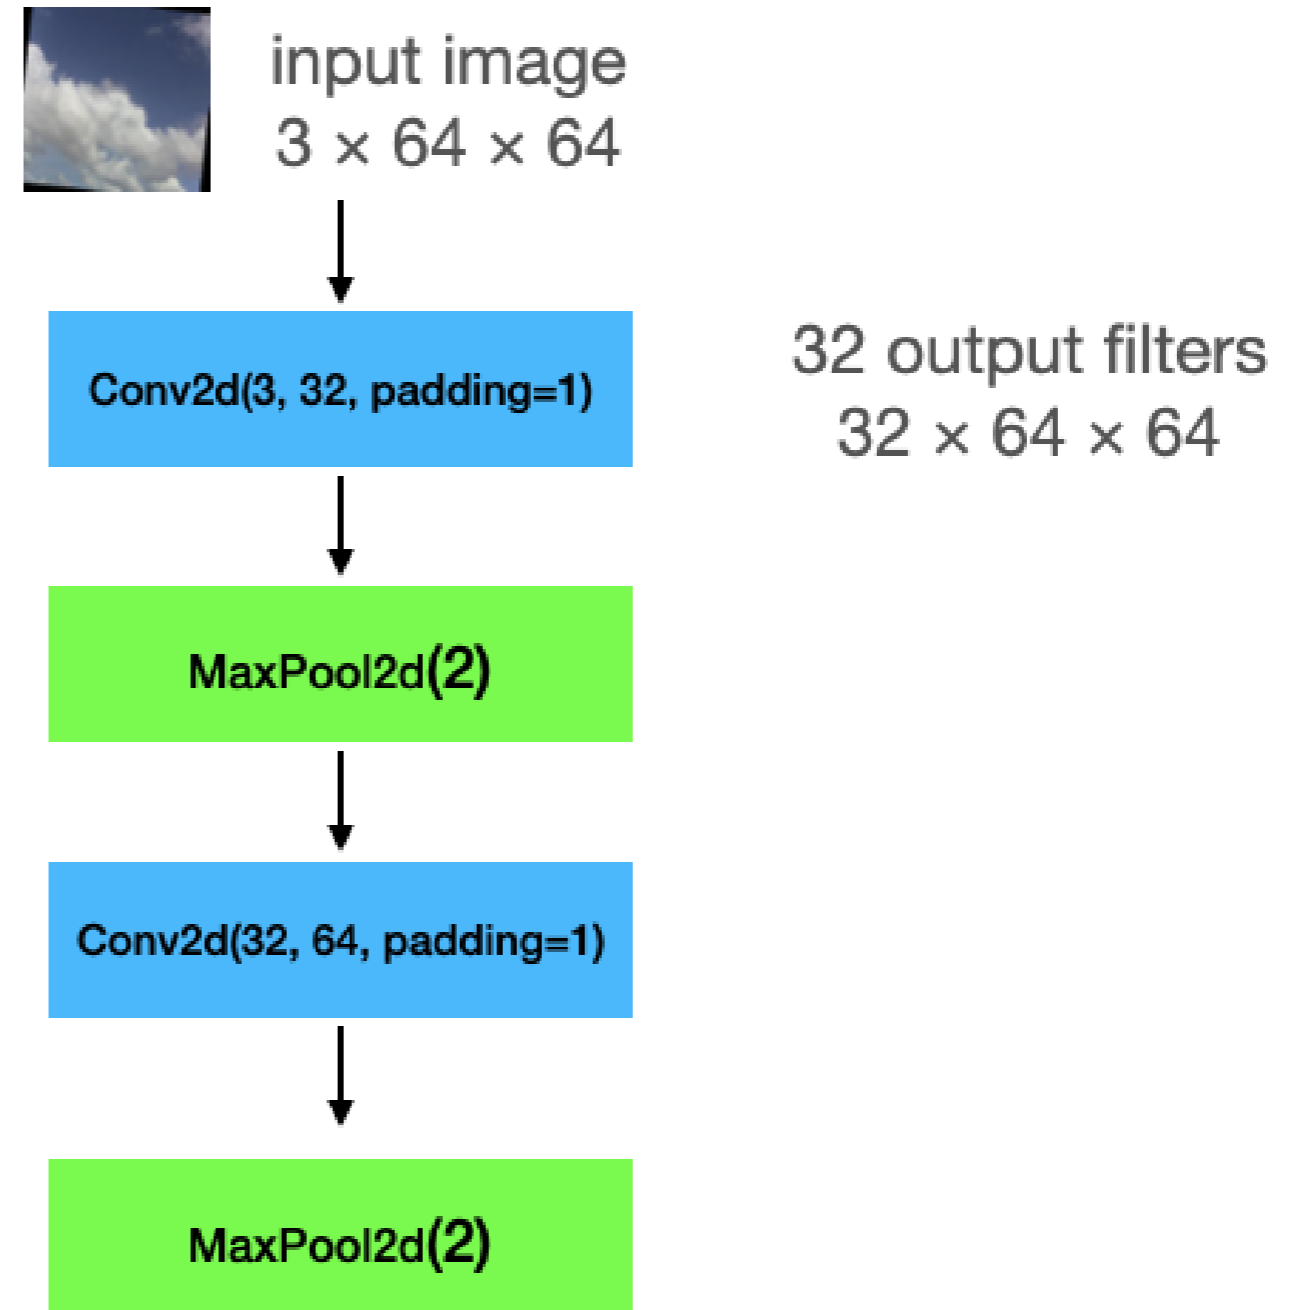 input image
3 × 64 × 64
Conv2d(3, 32, padding=1)
32 output filters
32 × 64 × 64
MaxPool2d(2)
Conv2d(32, 64, padding=1)
MaxPool2d(2)